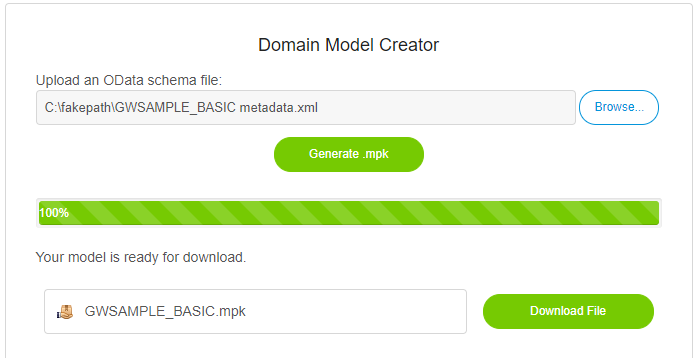 Domain Model Creator
Upload an OData schema file:
C:\fakepath\GWSAMPLE_BASIC metadata.xml
Browse...
Generate .mpk
100%
Your model is ready for download.
GWSAMPLE_BASIC.mpk
Download File